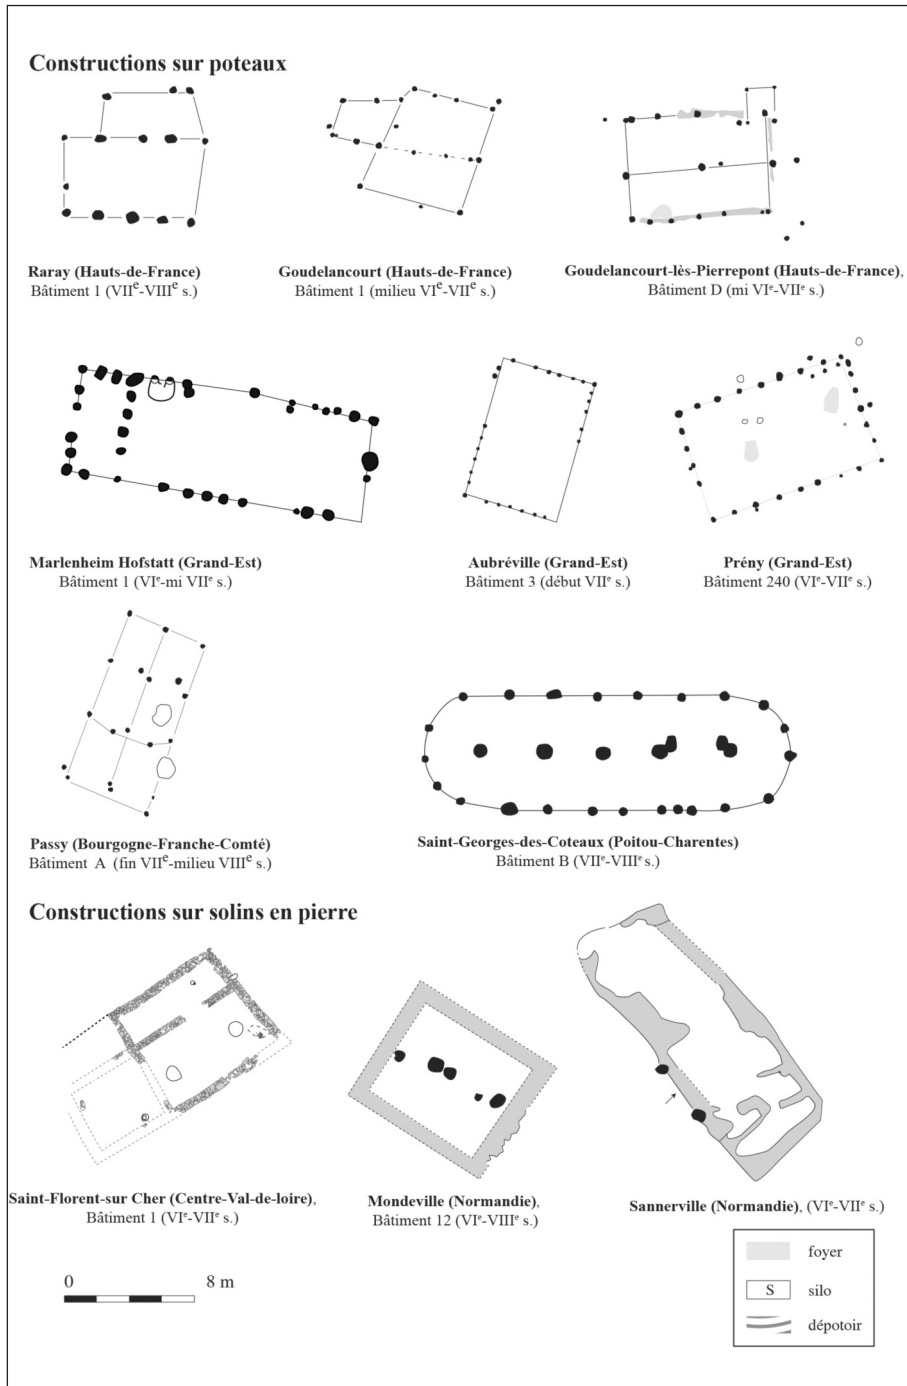 Constructions sur poteaux
Raray (Hauts-de-France)
Bâtiment 1 (VIIe-VIIIe s.)
Goudelancourt (Hauts-de-France)
Bâtiment 1 (milieu VIe-VIIe s.)
Goudelancourt-lès-Pierrepont (Hauts-de-France),
Bâtiment D (mi VIe-VIIe s.)
Marlenheim Hofstatt (Grand-Est)
Bâtiment 1 (VIe-mi VIIe s.)
Aubréville (Grand-Est)
Bâtiment 3 (début VIIe s.)
Prény (Grand-Est)
Bâtiment 240 (VIe-VIIe s.)
Passy (Bourgogne-Franche-Comté)
Bâtiment A (fin VIIe-milieu VIIIe s.)
Saint-Georges-des-Coteaux (Poitou-Charentes)
Bâtiment B (VIIe-VIIIe s.)
Constructions sur solins en pierre
Saint-Florent-sur Cher (Centre-Val-de-loire),
Bâtiment 1 (VIe-VIIe s.)
Mondeville (Normandie),
Bâtiment 12 (VIe-VIIIe s.)
Sannerville (Normandie), (VIe-VIIe s.)
0 8 m
foyer
S silo
dépotoir